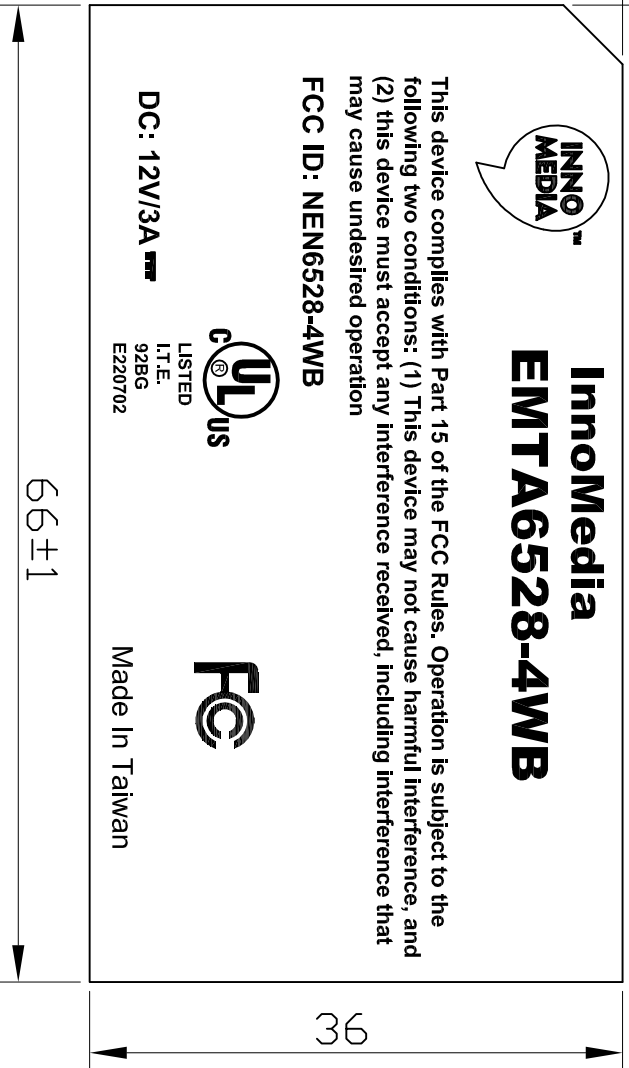 INNO
MEDIA
™
InnoMedia
EMTA6528-4WB
This device complies with Part 15 of the FCC Rules. Operation is subject to the
following two conditions: (1) This device may not cause harmful interference, and
(2) this device must accept any interference received, including interference that
may cause undesired operation
FCC ID: NEN6528-4WB
DC: 12V/3A
C UL ® US
LISTED
I.T.E.
92BG
E220702
FC
Made In Taiwan
66±1
36